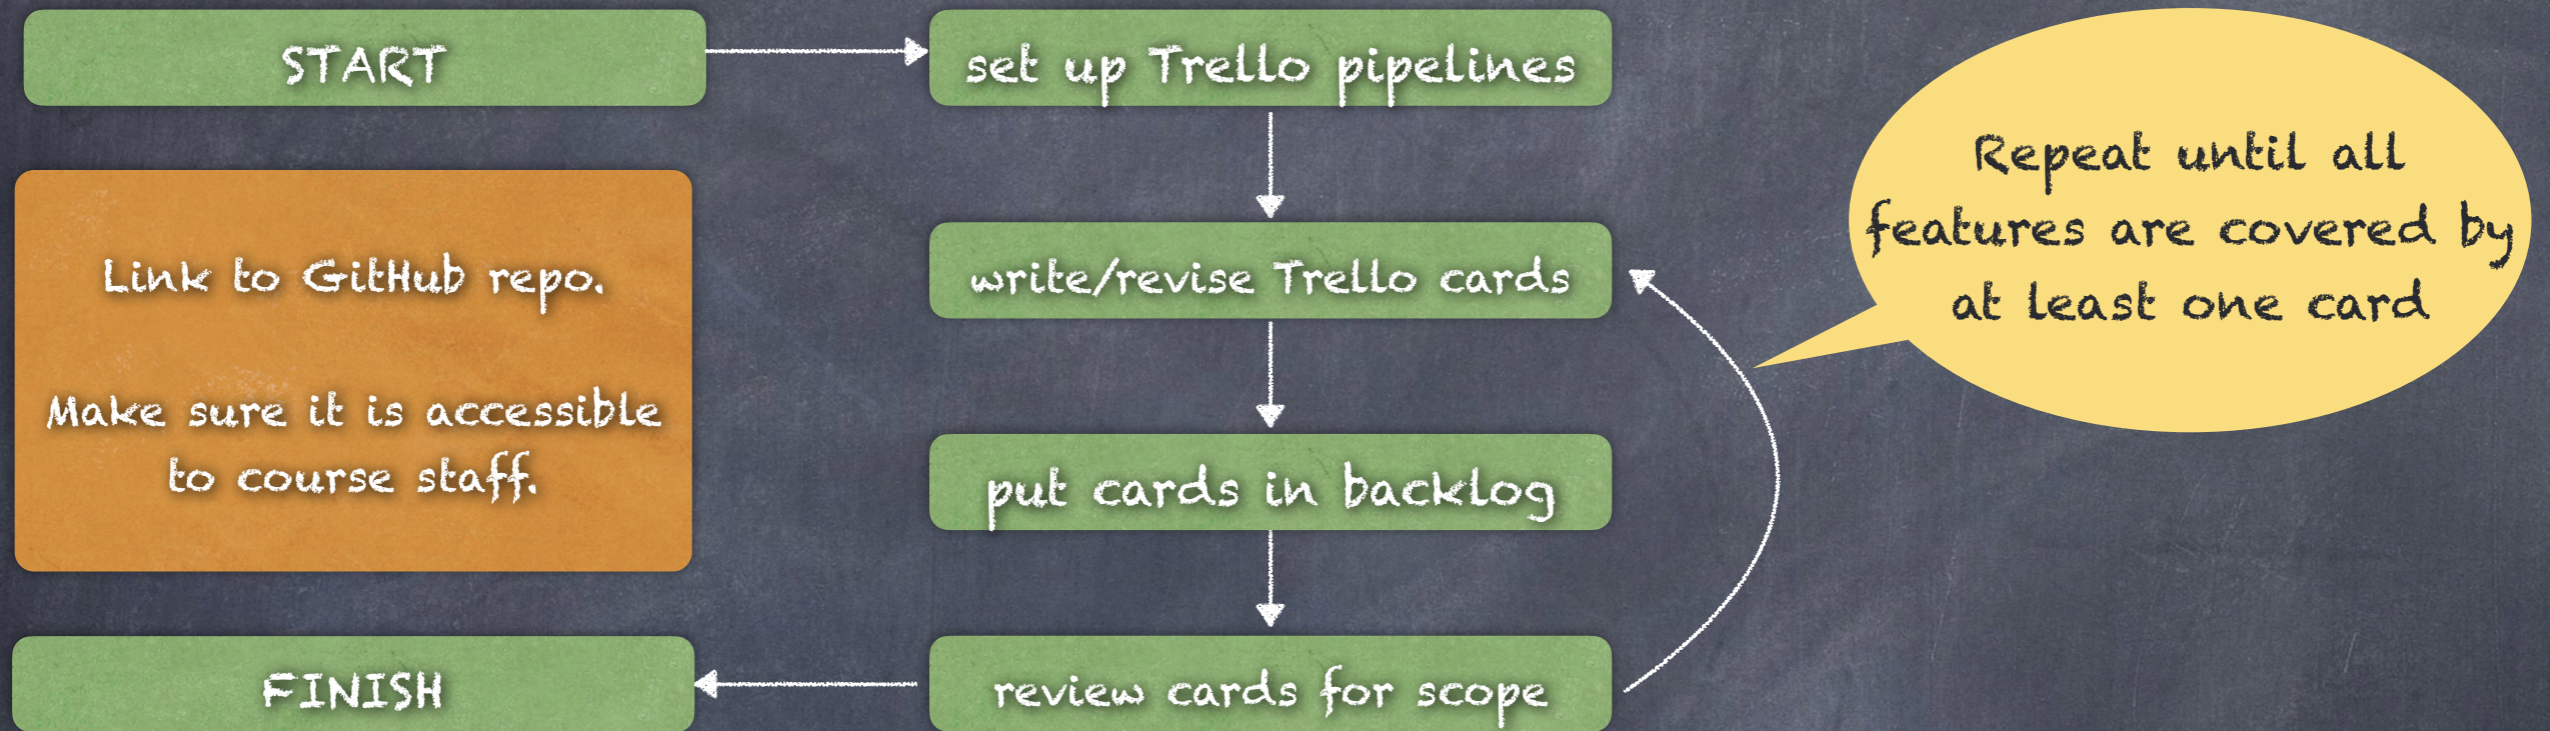 START
set up Trello pipelines
Repeat until all
features are covered by
at least one card
Link to GitHub repo.
Make sure it is accessible
to course staff.
write/revise Trello cards
put cards in backlog
review cards for scope
FINISH